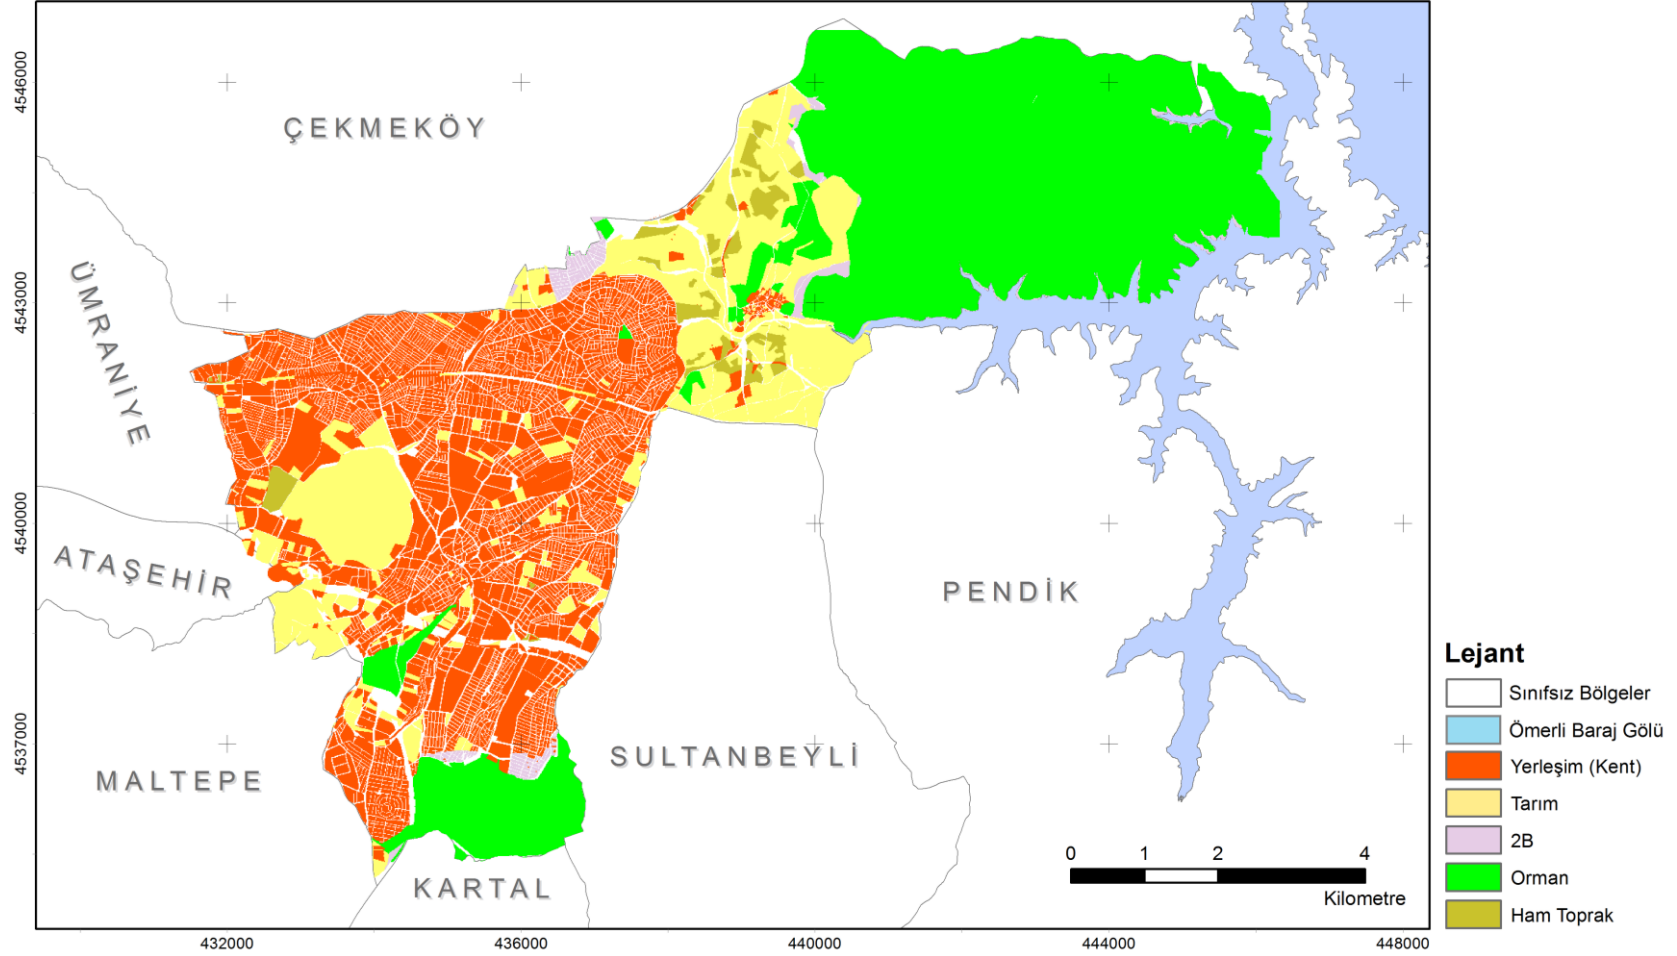 ÇEKMEKÖY
ÜMRANİYE
ATAŞEHİR
PENDİK
SULTANBEYLİ
MALTEPE
KARTAL
4546000
4543000
4540000
4537000
432000
436000
440000
444000
448000
0 1 2 4
Kilometre
Lejant
Sınıfsız Bölgeler
Ömerli Baraj Gölü
Yerleşim (Kent)
Tarım
2B
Orman
Ham Toprak